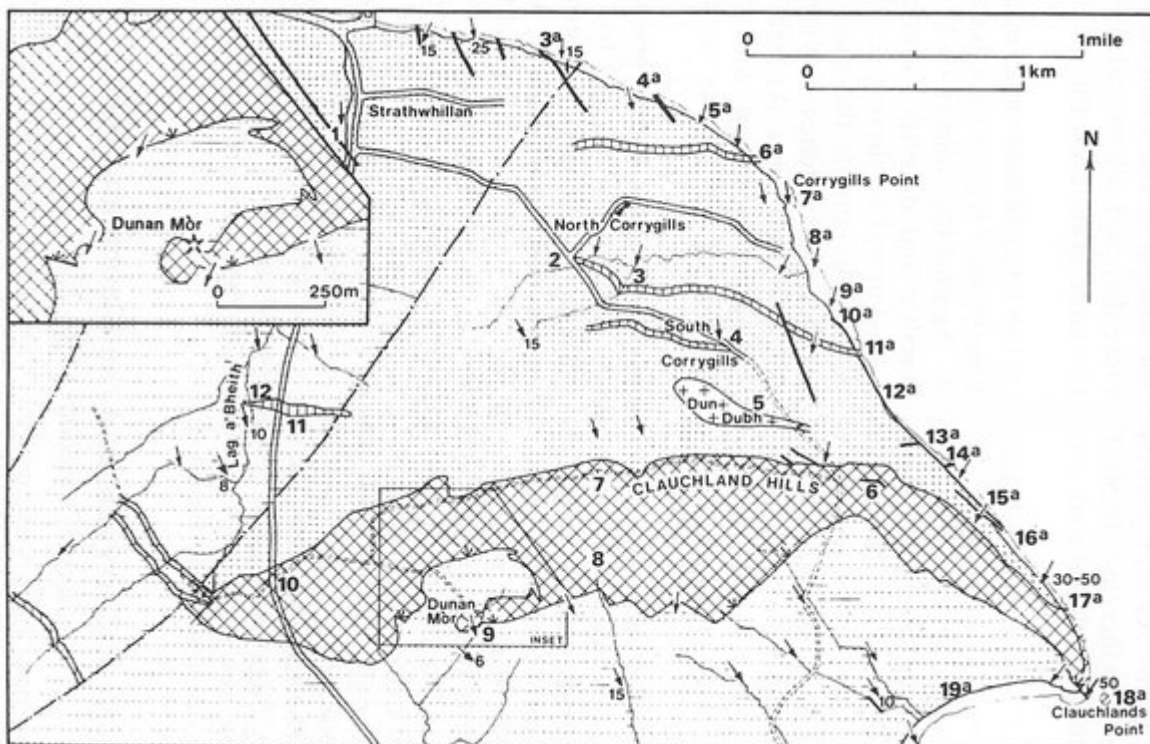 0 1mile
0 1km
N
15
25
3a
15
4a
5a
6a
Strathwhillan
Corrygills Point
7a
North Corrygills
8a
Dunan Mòr
0 250m
2
3
9a
10a
15
South
4
Corrygills
11a
Lag a' Bheith'
12
11
10
Dun
Dubh
5
12a
13a
14a
8
7
CLAUCHLAND HILLS
6
15a
16a
10
8
30-50
17a
Dunan
Mòr
9
INSET
6
15
10
19a
50
18a
Clauchlands
Point